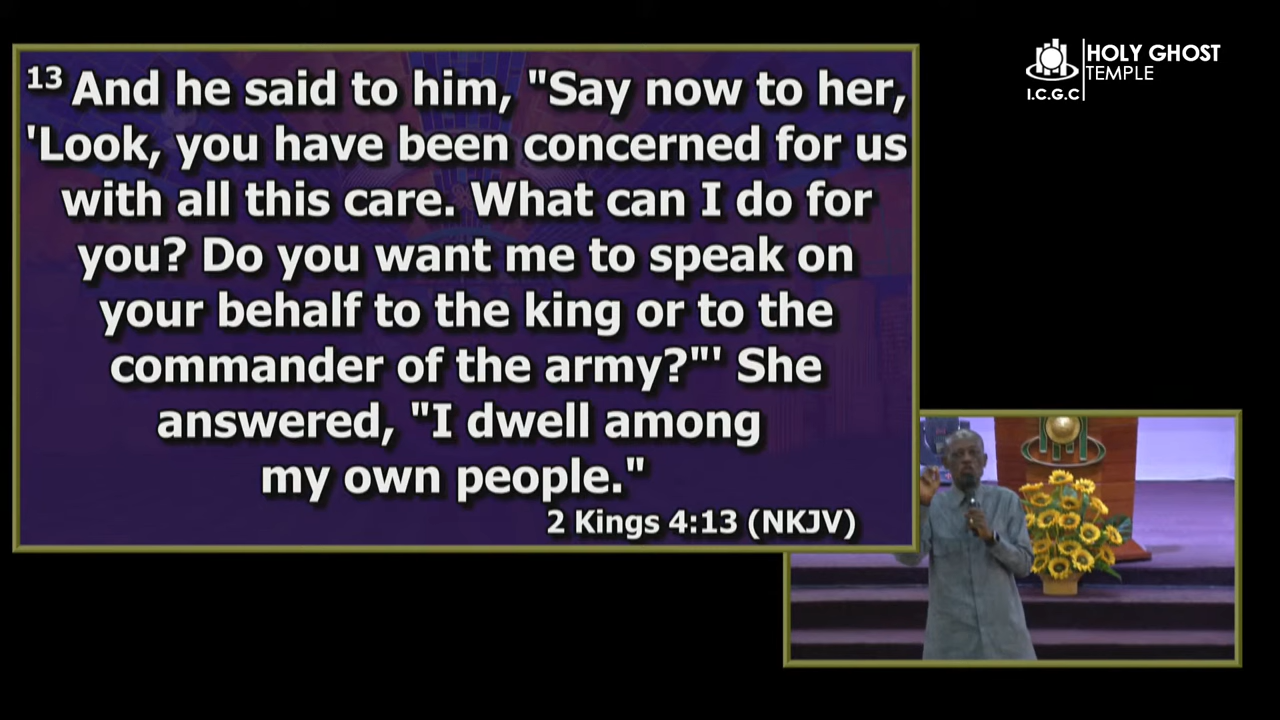 13 And he said to him, "Say now to her,
'Look, you have been concerned for us
with all this care. What can I do for
you? Do you want me to speak on
your behalf to the king or to the
commander of the army?"' She
answered, "I dwell among
my own people."
2 Kings 4:13 (NKJV)
HOLY GHOST
TEMPLE
I.C.G.C